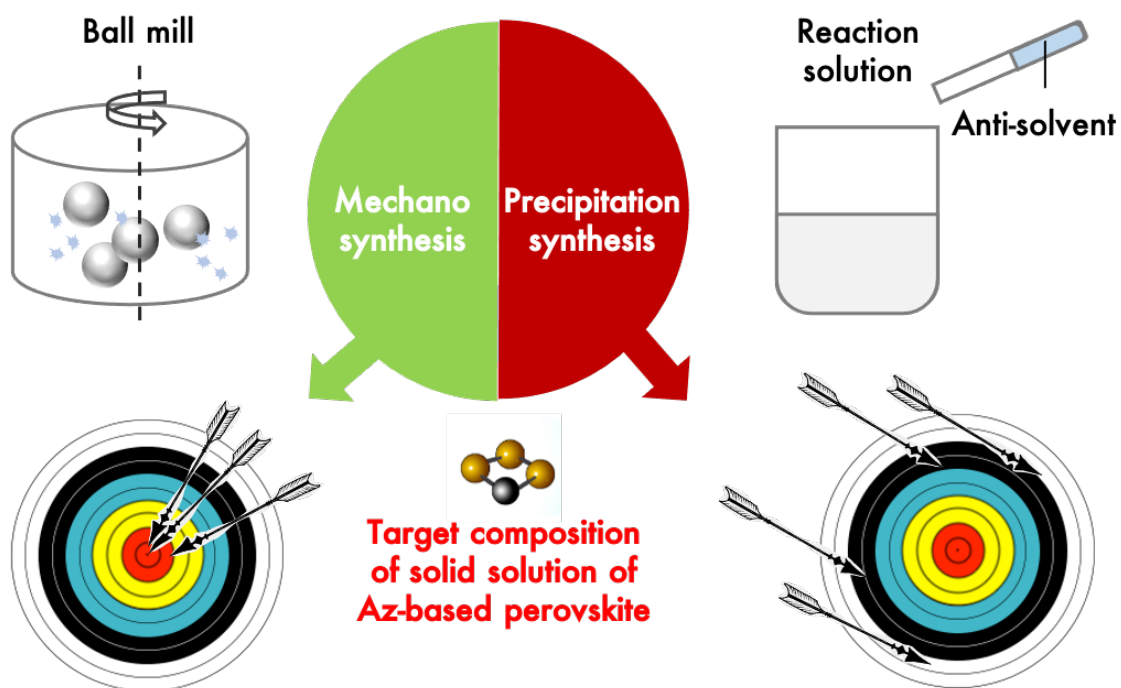 Ball mill
Reaction
solution
Anti-solvent
Mechano
synthesis
Precipitation
synthesis
Target composition
of solid solution of
Az-based perovskite